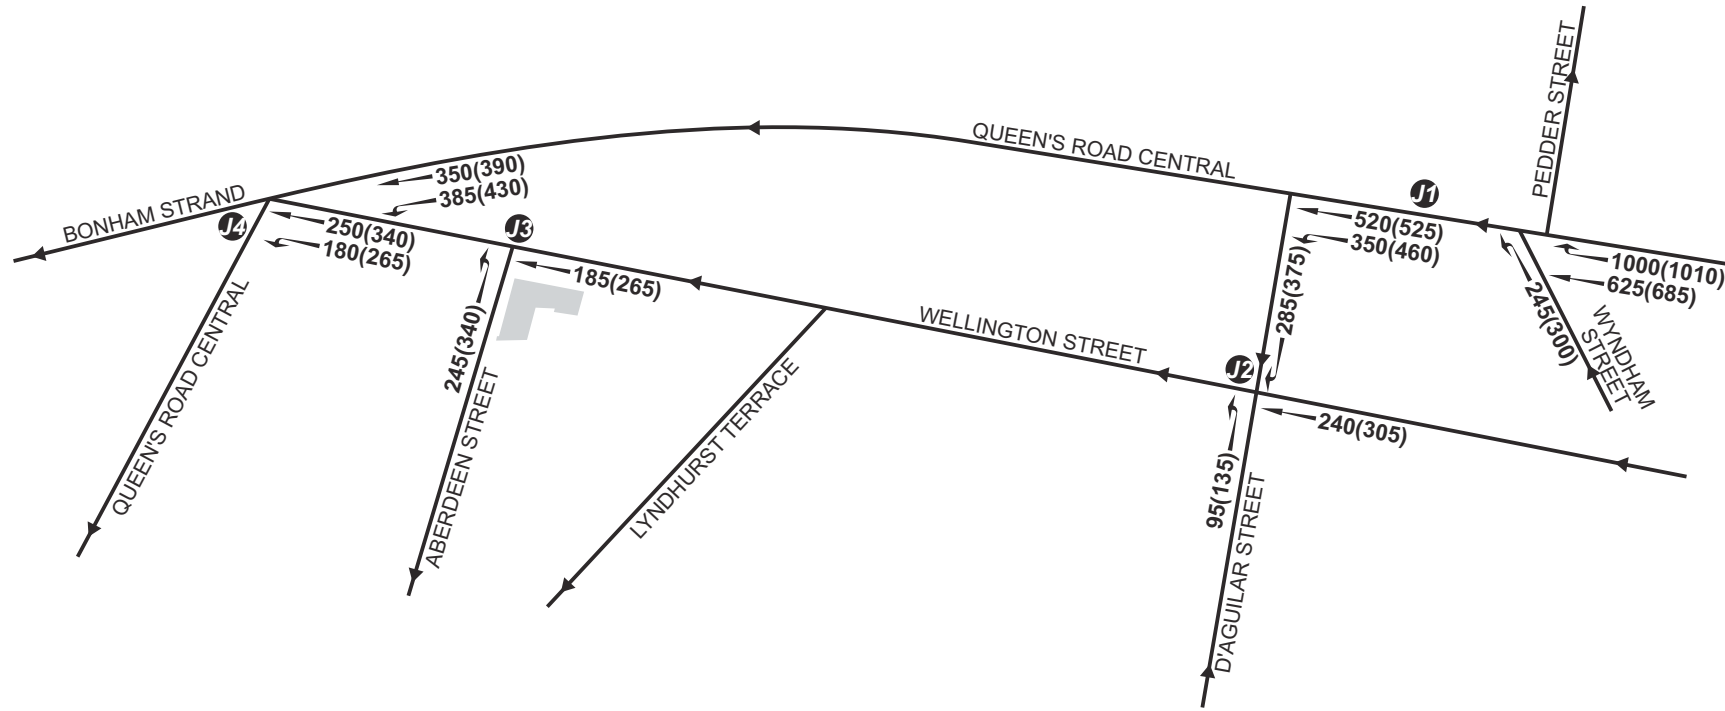 PEDDER STREET
QUEEN'S ROAD CENTRAL
J1
350(390)
385(430)
BONHAM STRAND
J4
J3
520(525)
350(460)
250(340)
180(265)
1000(1010)
625(685)
185(265)
285(375)
245(300)
WYNDHAM
STREET
WELLINGTON STREET
245(340)
J2
QUEEN'S ROAD CENTRAL
ABERDEEN STREET
LYNDHURST TERRACE
240(305)
95(135)
D'AGUILAR STREET